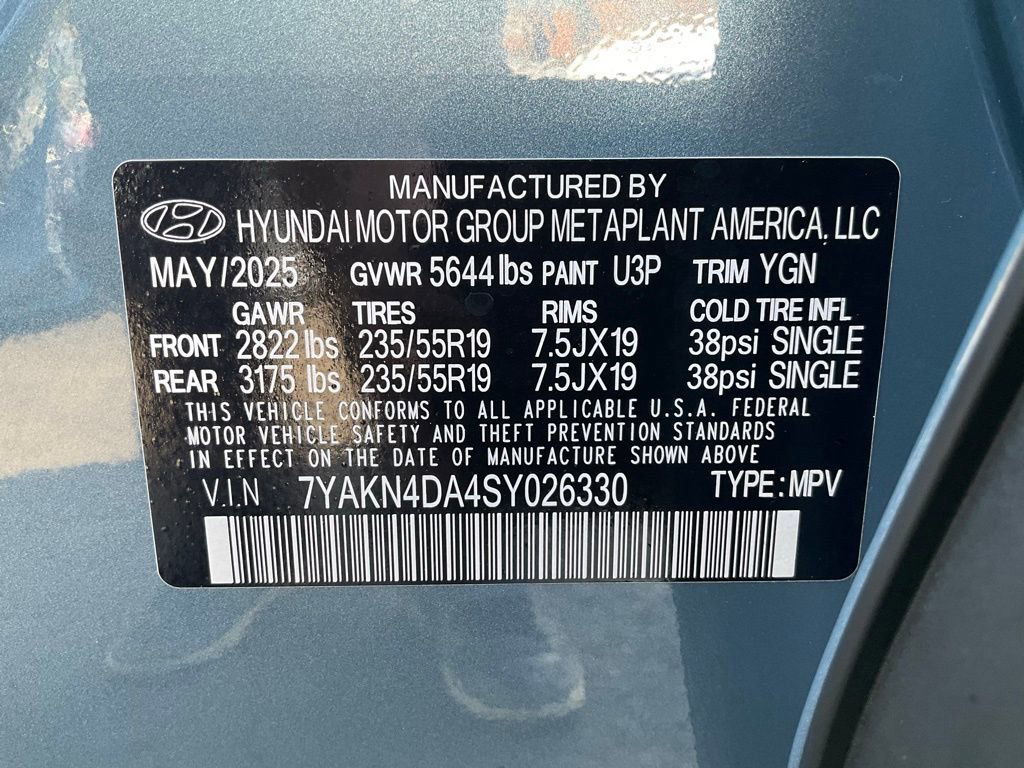 MANUFACTURED BY
HYUNDAI MOTOR GROUP METAPLANT AMERICA, LLC
MAY/2025 GVWR 5644 lbs PAINT U3P TRIM YGN
GAWR TIRES RIMS COLD TIRE INFL
FRONT 2822 lbs 235/55R19 7.5JX19 38psi SINGLE
REAR 3175 lbs 235/55R19 7.5JX19 38psi SINGLE
THIS VEHICLE CONFORMS TO ALL APPLICABLE U.S.A. FEDERAL
MOTOR VEHICLE SAFETY AND THEFT PREVENTION STANDARDS
IN EFFECT ON THE DATE OF MANUFACTURE SHOWN ABOVE
V.I.N 7YAKN4DA4SY026330 TYPE: MPV